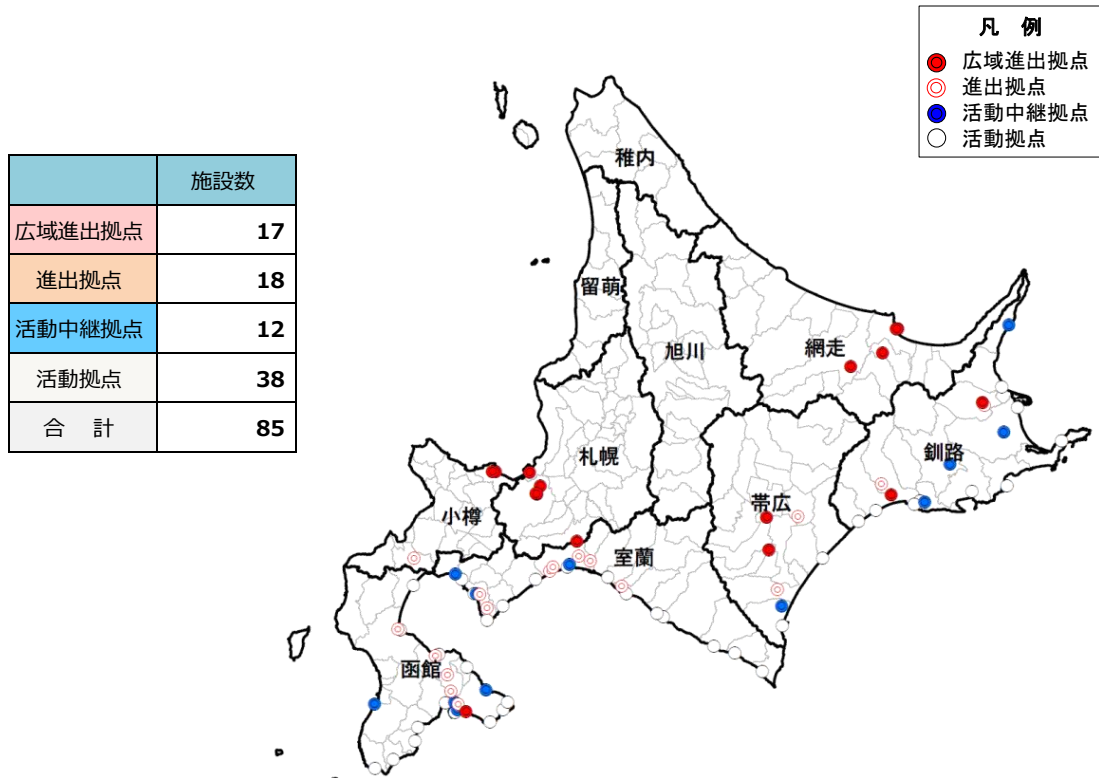 凡 例
広域進出拠点
進出拠点
活動中継拠点
活動拠点
施設数
広域進出拠点 17
進出拠点 18
活動中継拠点 12
活動拠点 38
合 計 85
稚内
留萌
旭川
網走
札幌
釧路
小樽
帯広
室蘭
函館